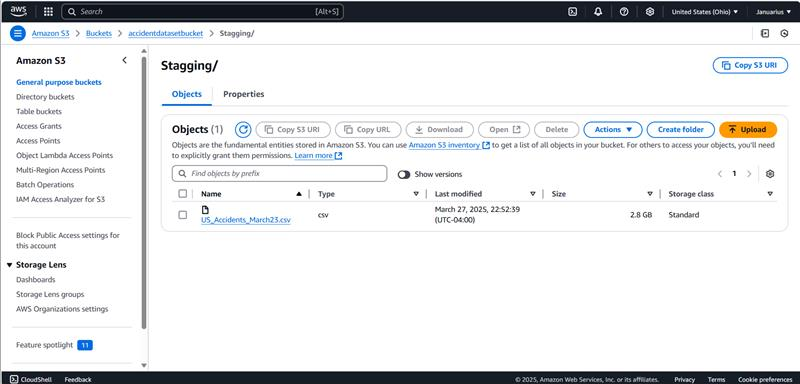 aws
Search [Alt+S]
United States (Ohio) Januarius
Amazon S3 > Buckets > accidentdatasetbucket > Stagging/
Amazon S3
General purpose buckets
Directory buckets
Table buckets
Access Grants
Access Points
Object Lambda Access Points
Multi-Region Access Points
Batch Operations
IAM Access Analyzer for S3
Block Public Access settings for
this account
Storage Lens
Dashboards
Storage Lens groups
AWS Organizations settings
Feature spotlight 11
Stagging/
Copy S3 URI
Objects Properties
Objects (1) Copy S3 URI Copy URL Download Open Delete Actions Create folder Upload
Objects are the fundamental entities stored in Amazon S3. You can use Amazon S3 inventory to get a list of all objects in your bucket. For others to access your objects, you'll need
to explicitly grant them permissions. Learn more
Find objects by prefix Show versions 1
Name Type Last modified Size Storage class
US_Accidents_March23.csv csv March 27, 2025, 22:52:39 2.8 GB Standard
(UTC-04:00)
CloudShell Feedback © 2025, Amazon Web Services, Inc. or its affiliates. Privacy Terms Cookie preferences